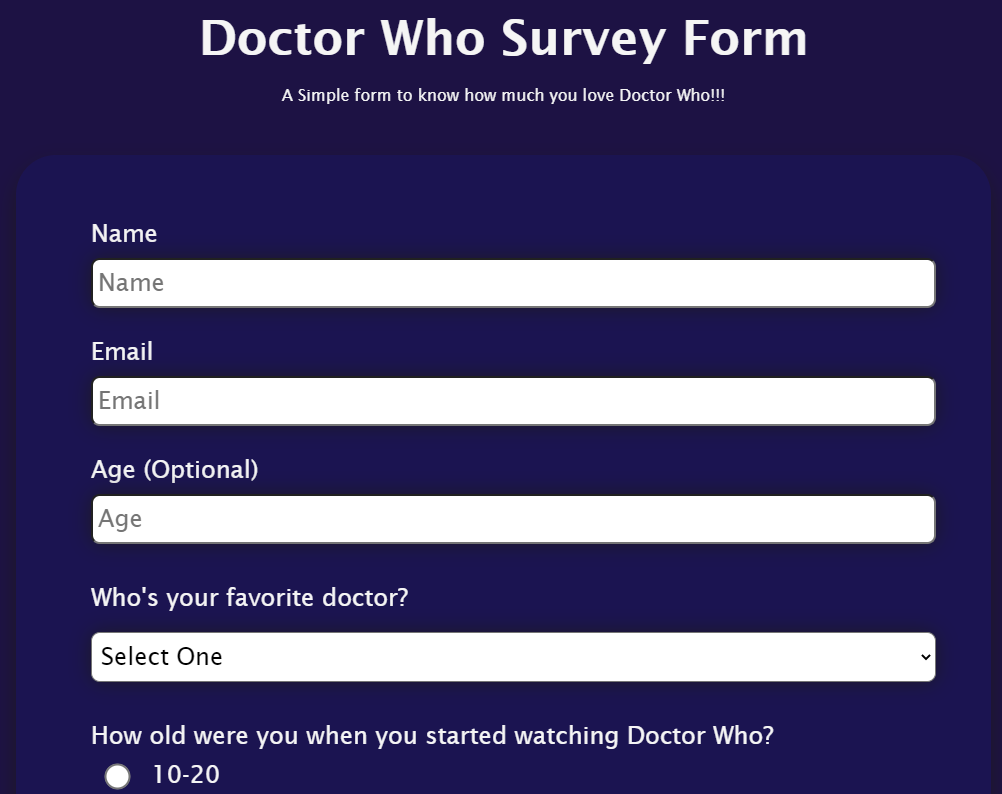 Doctor Who Survey Form
A Simple form to know how much you love Doctor Who!!!
Name
Name
Email
Email
Age (Optional)
Age
Who's your favorite doctor?
Select One
How old were you when you started watching Doctor Who?
10-20